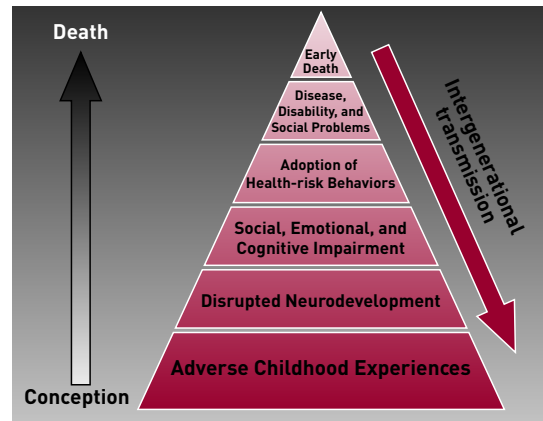 Death
Early
Death
Disease,
Disability, and
Social Problems
Adoption of
Health-risk Behaviors
Social, Emotional, and
Cognitive Impairment
Disrupted Neurodevelopment
Adverse Childhood Experiences
Conception
Intergenerational
transmission